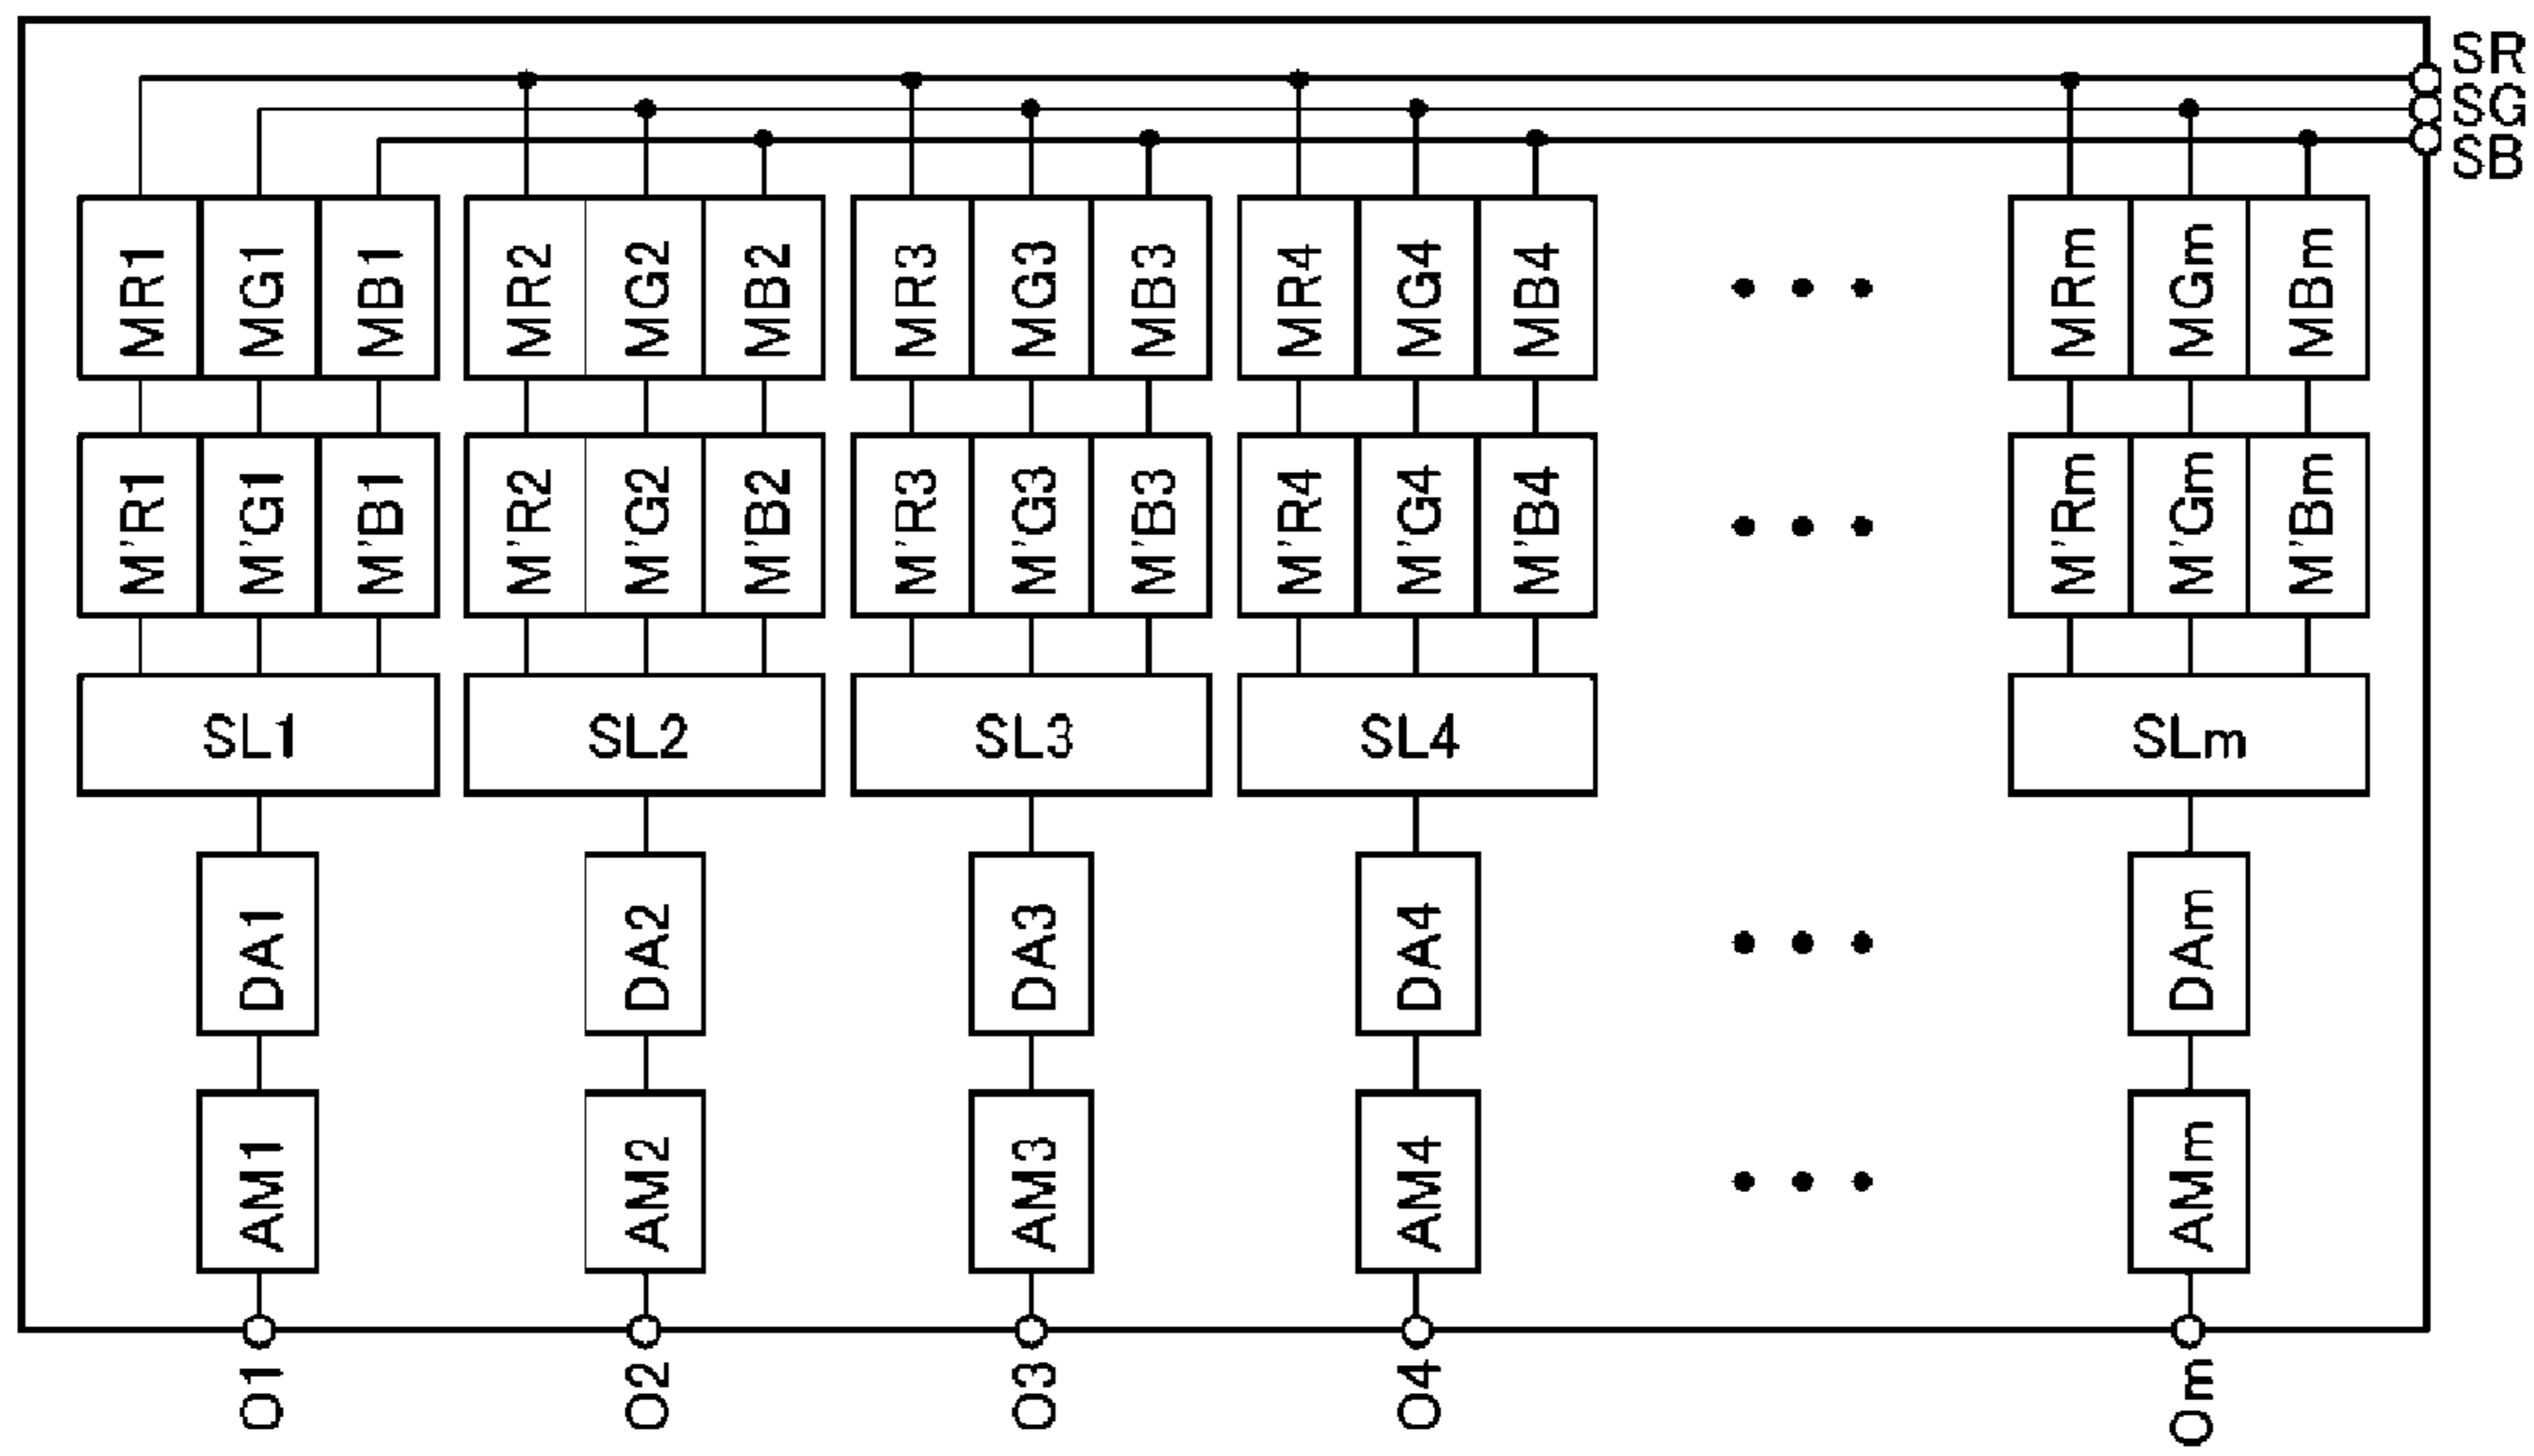 SR
SG
SB
MR1 MG1 MB1 MR2 MG2 MB2 MR3 MG3 MB3 MR4 MG4 MB4 MRm MGm MBm
M'R1 M'G1 M'B1 M'R2 M'G2 M'B2 M'R3 M'G3 M'B3 M'R4 M'G4 M'B4 M'Rm M'Gm M'Bm
SL1 SL2 SL3 SL4 SLm
DA1 DA2 DA3 DA4 DAm
AM1 AM2 AM3 AM4 AMm
O1 O2 O3 O4 Om